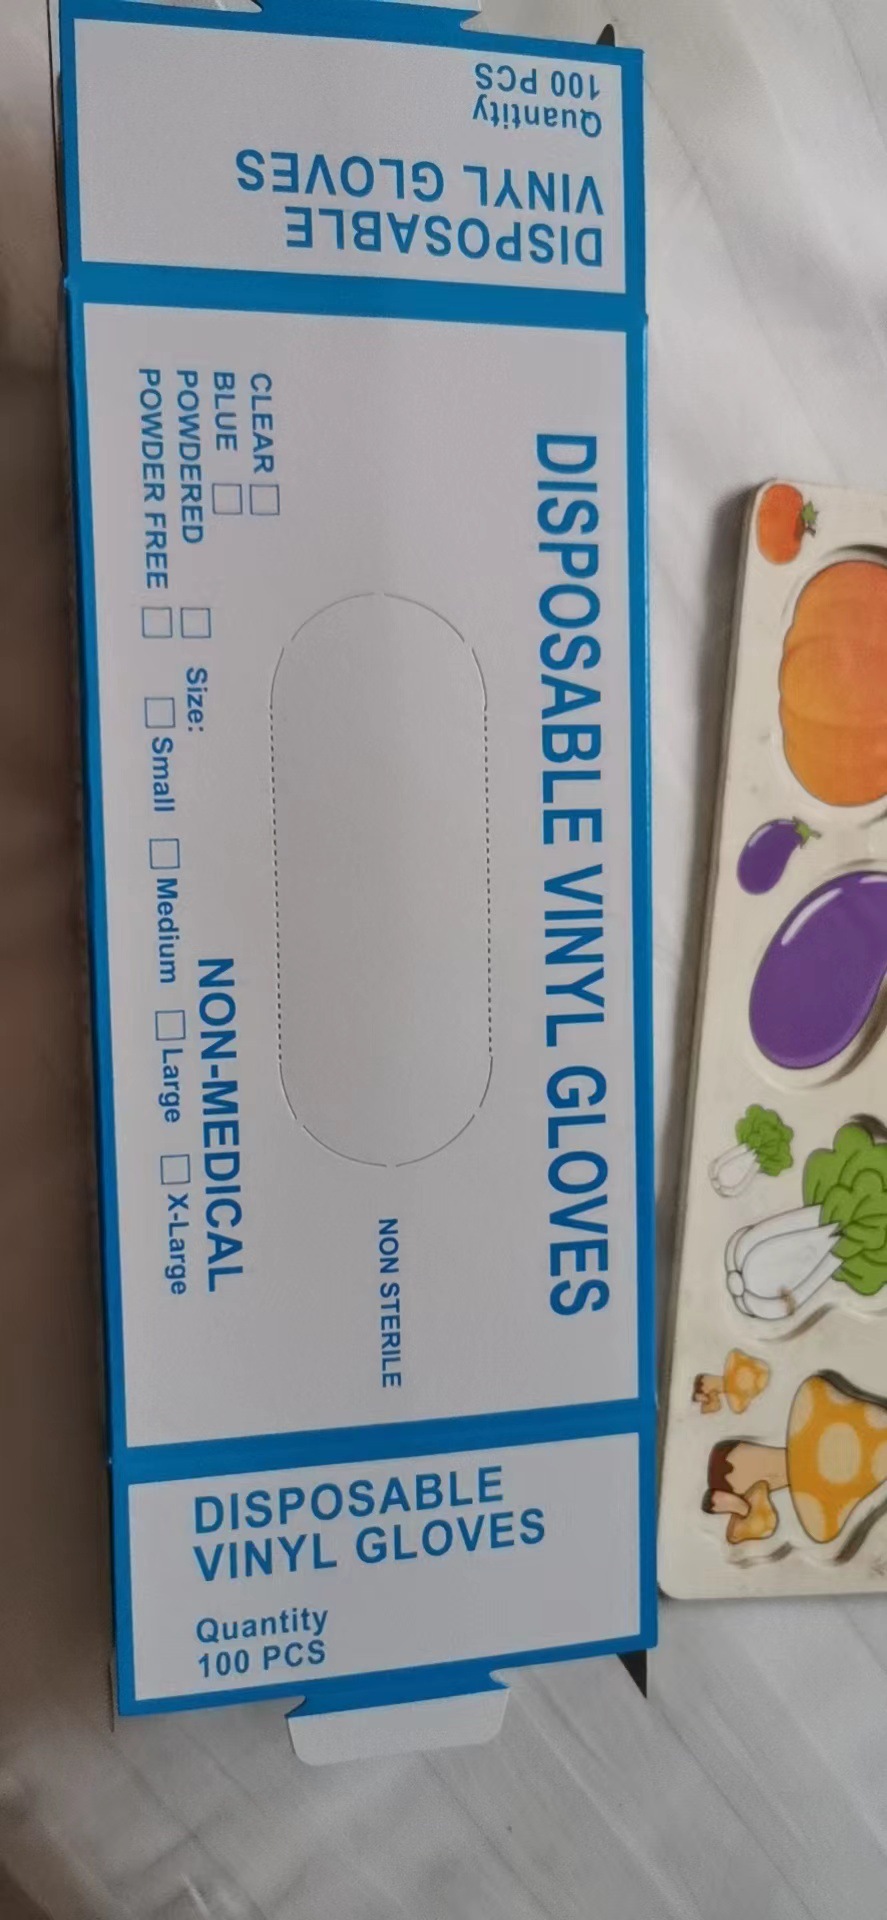 DISPOSABLE
VINYL GLOVES
Quantity
100 PCS
DISPOSABLE VINYL GLOVES
NON STERILE
CLEAR
BLUE
POWDERED
POWDER FREE
NON-MEDICAL
Size:
Small Medium Large X-Large
DISPOSABLE
VINYL GLOVES
Quantity
100 PCS